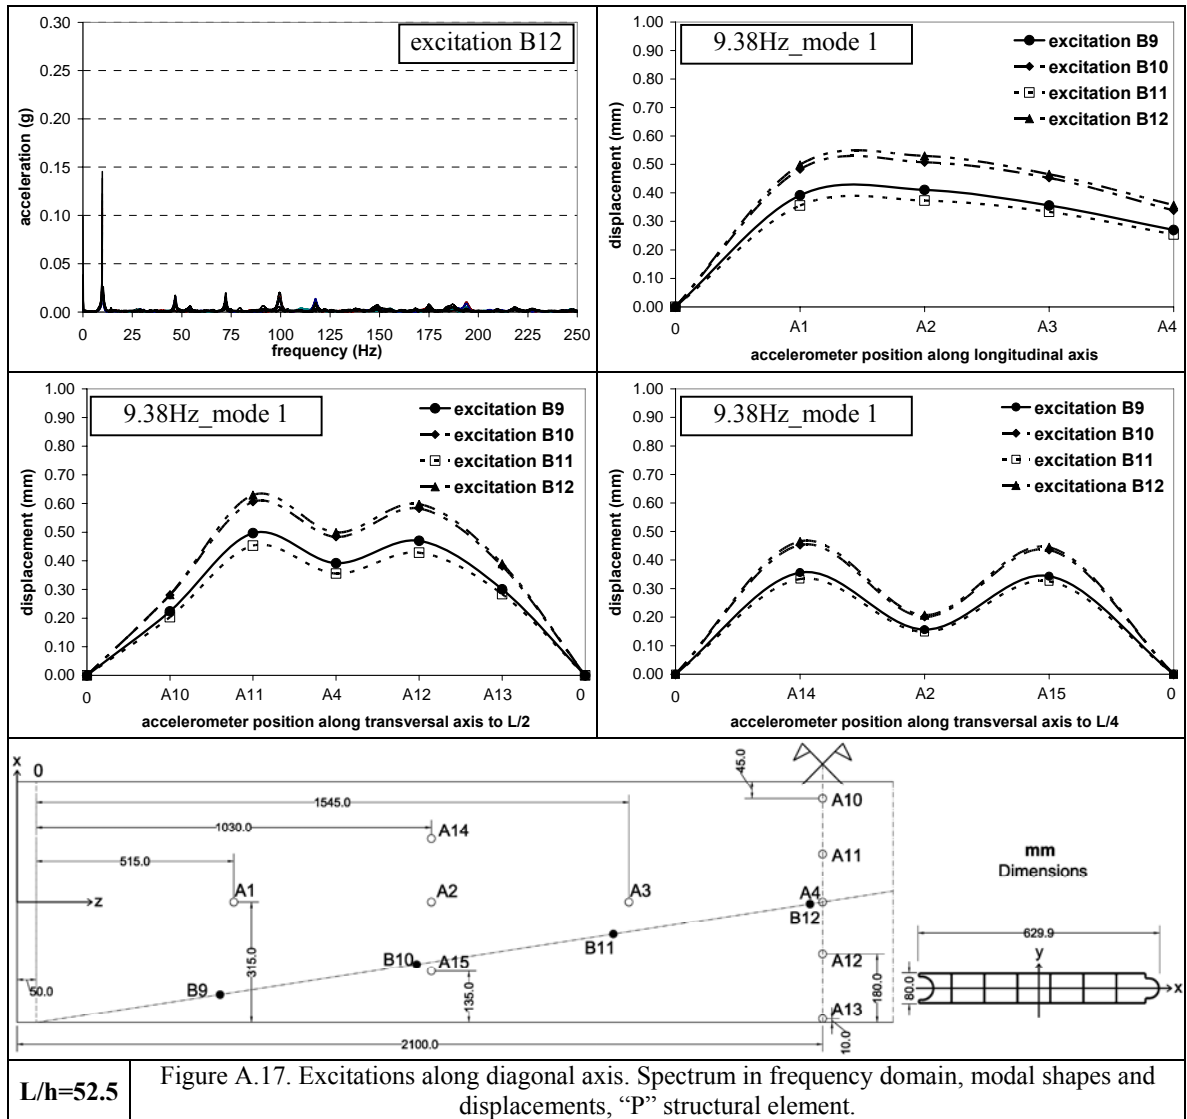 0.30
0.25
0.20
0.15
0.10
0.05
0.00
acceleration (g)
excitation B12
0 25 50 75 100 125 150 175 200 225 250
frequency (Hz)
1.00
0.90
0.80
0.70
0.60
0.50
0.40
0.30
0.20
0.10
0.00
displacement (mm)
9.38Hz_mode 1
excitation B9
excitation B10
excitation B11
excitation B12
0 A1 A2 A3 A4
accelerometer position along longitudinal axis
1.00
0.90
0.80
0.70
0.60
0.50
0.40
0.30
0.20
0.10
0.00
displacement (mm)
9.38Hz_mode 1
excitation B9
excitation B10
excitation B11
excitation B12
0 A10 A11 A4 A12 A13 0
accelerometer position along transversal axis to L/2
1.00
0.90
0.80
0.70
0.60
0.50
0.40
0.30
0.20
0.10
0.00
displacement (mm)
9.38Hz_mode 1
excitation B9
excitation B10
excitation B11
excitationa B12
0 A14 A2 A15 0
accelerometer position along transversal axis to L/4
x 0
45.0
A10
1545.0
1030.0
A14
515.0
A11
mm
Dimensions
A1 A2 A3 A4
z
B12
B11
629.9
B10 A15
315.0
A12
y
80.0
x
50.0
B9
135.0
180.0
A13
2100.0
10.0
L/h=52.5
Figure A.17. Excitations along diagonal axis. Spectrum in frequency domain, modal shapes and
displacements, “P” structural element.